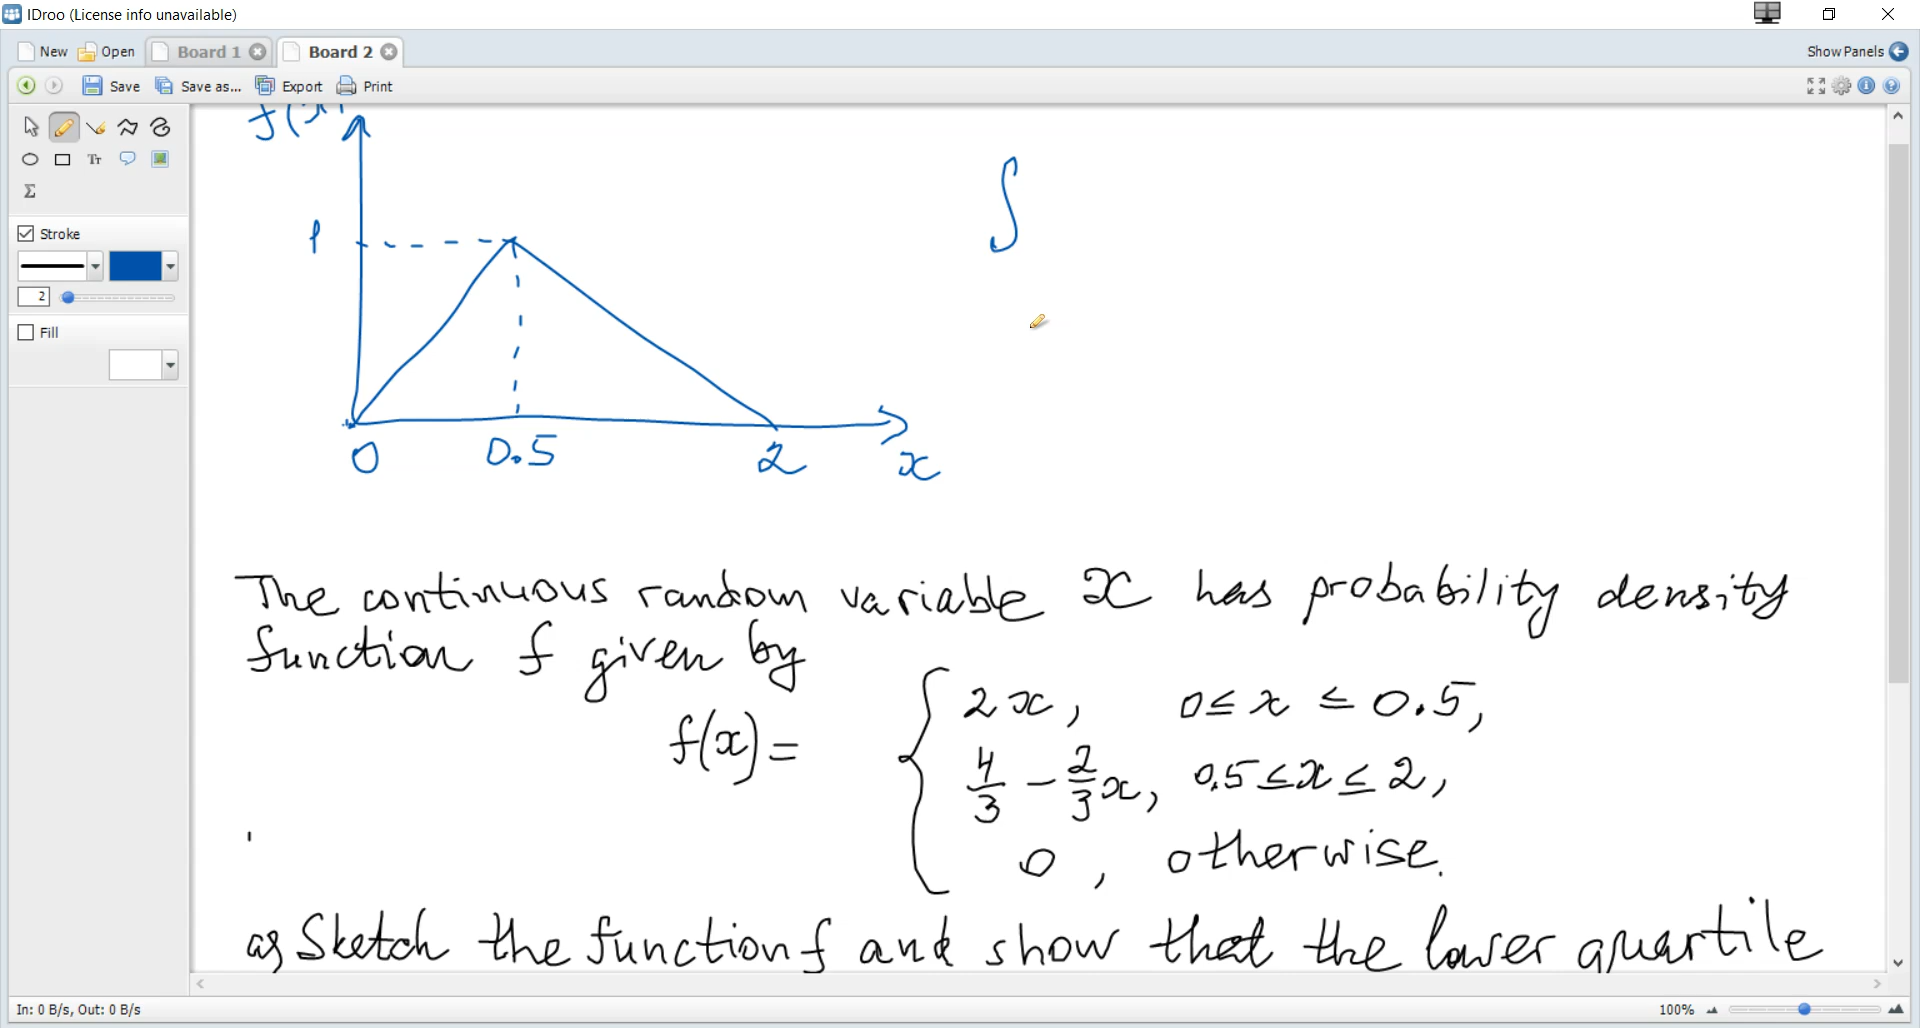 IDroo (License info unavailable)
New Open Board 1 Board 2 Show Panels
Save Save as... Export Print
f(x)
Tт
Σ
Stroke
1
2
Fill
∫
0 0.5 2 x
The continuous random variable x has probability density
function f given by
f(x) = { 2x, 0 ≤ x ≤ 0.5,
4/3 - 2/3 x, 0.5 ≤ x ≤ 2,
0, otherwise.
a) Sketch the function f and show that the lower quartile
In: 0 B/s, Out: 0 B/s 100%